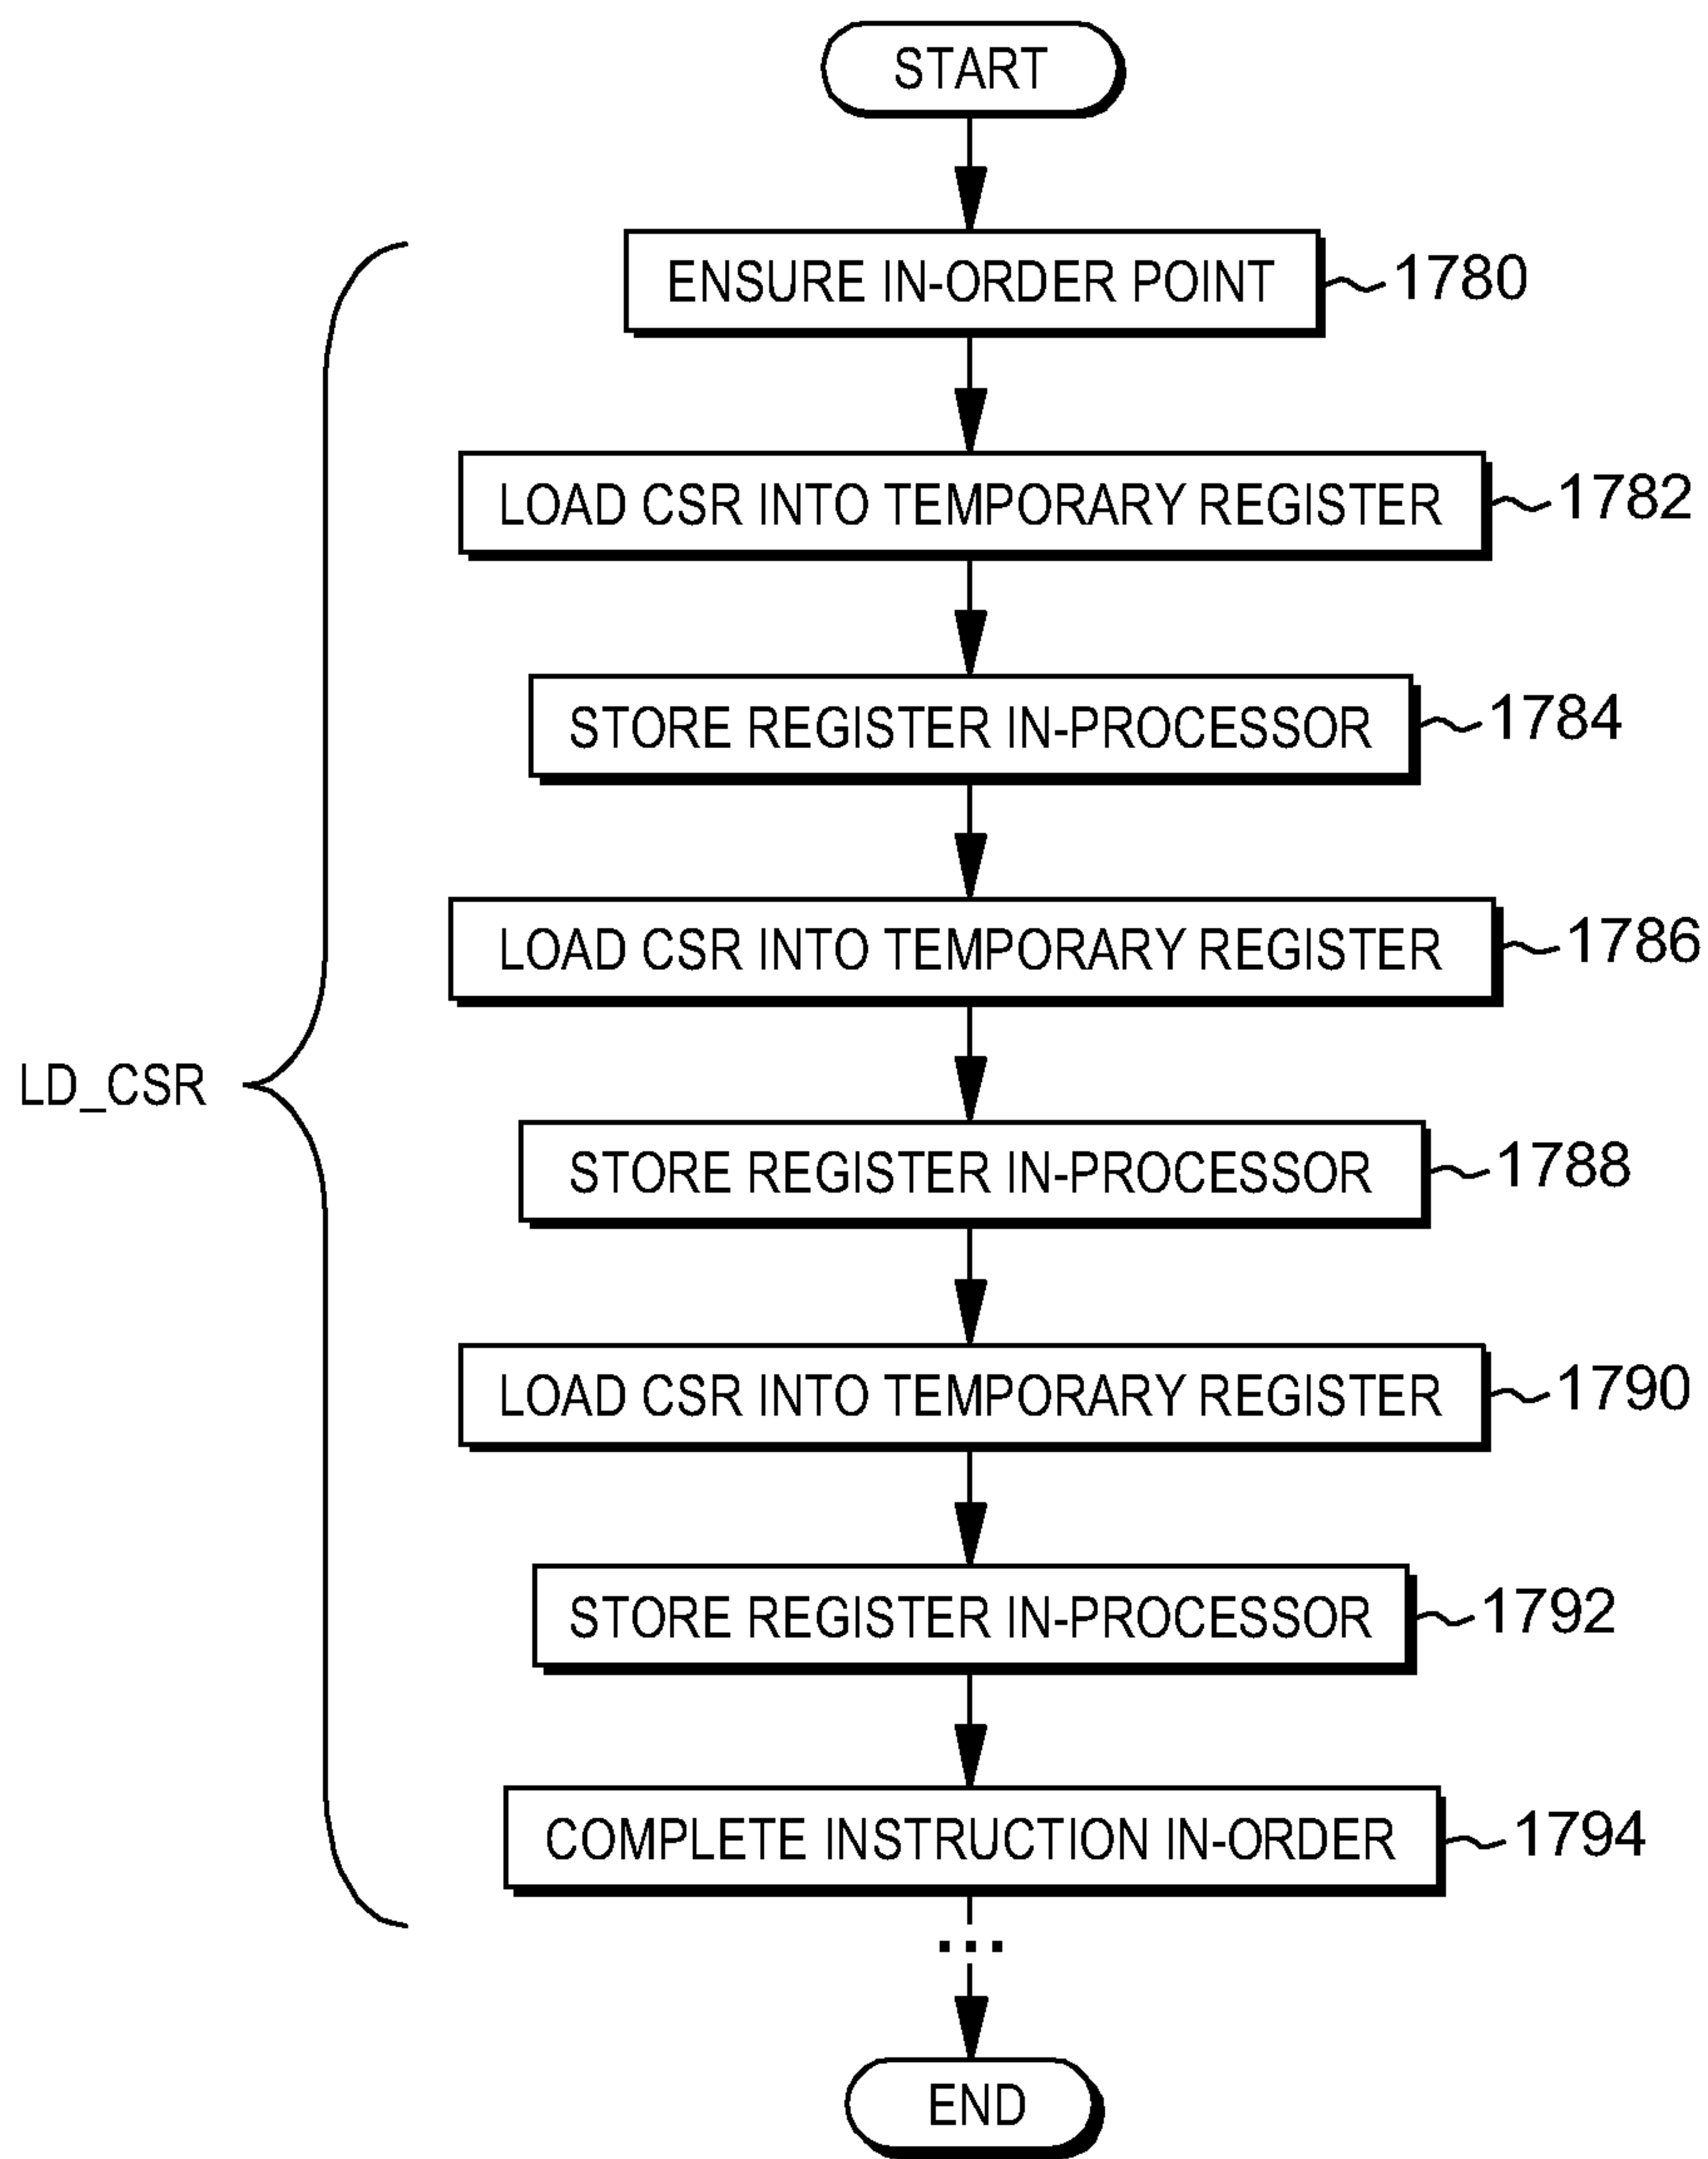 START
ENSURE IN-ORDER POINT 1780
LOAD CSR INTO TEMPORARY REGISTER 1782
STORE REGISTER IN-PROCESSOR 1784
LOAD CSR INTO TEMPORARY REGISTER 1786
LD_CSR
STORE REGISTER IN-PROCESSOR 1788
LOAD CSR INTO TEMPORARY REGISTER 1790
STORE REGISTER IN-PROCESSOR 1792
COMPLETE INSTRUCTION IN-ORDER 1794
...
END